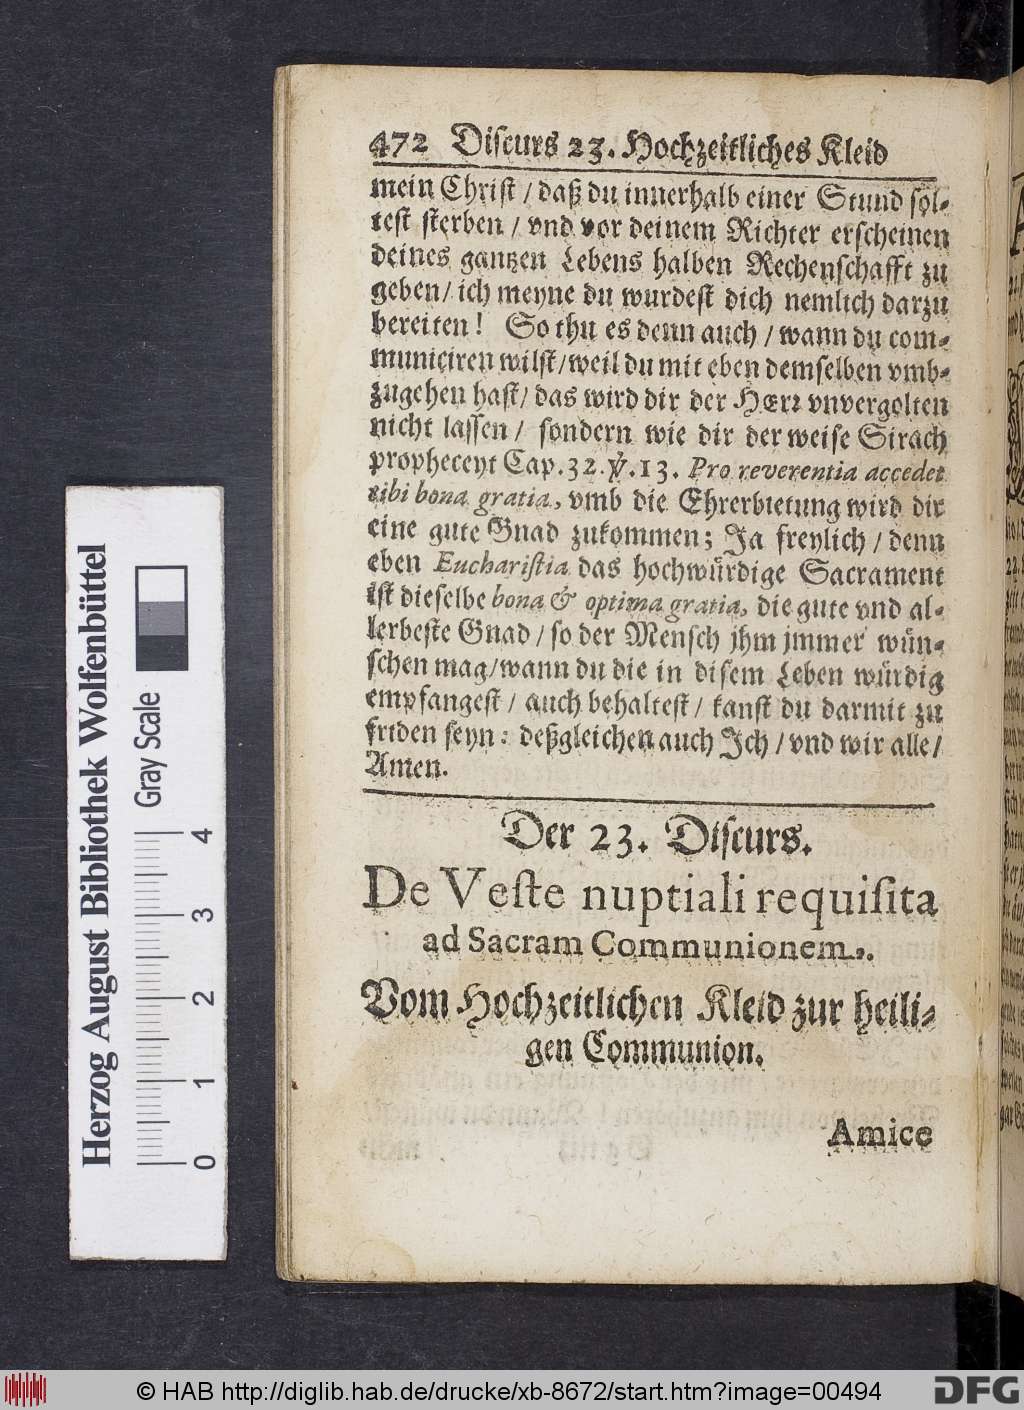 472 Discurs 23. Hochzeitliches Kleid
mein Christ / daß du innerhalb einer Stund sol-
test sterben / vnd vor deinem Richter erscheinen
deines gantzen Lebens halben Rechenschafft zu
geben / ich meyne du wurdest dich nemlich darzu
bereiten! So thu es denn auch / wann du com-
municiren wilst / weil du mit eben demselben vmb-
zugehen hast / das wird dir der HErr vnvergolten
nicht lassen / sondern wie dir der weise Sirach
propheceyt Cap. 32. ℣. 13. Pro reverentia accedet
tibi bona gratia, vmb die Ehrerbietung wird dir
eine gute Gnad zukommen; Ja freylich / denn
eben Eucharistia das hochwürdige Sacrament
ist dieselbe bona & optima gratia, die gute vnd al-
lerbeste Gnad / so der Mensch jhm jmmer wün-
schen mag / wann du die in disem Leben würdig
empfangest / auch behaltest / kanst du darmit zu
friden seyn: deßgleichen auch Ich / vnd wir alle /
Amen.
Der 23. Discurs.
De Veste nuptiali requisita
ad Sacram Communionem.
Vom Hochzeitlichen Kleid zur heili-
gen Communion.
Amice
Herzog August Bibliothek Wolfenbüttel
Gray Scale
0 1 2 3 4
© HAB http://diglib.hab.de/drucke/xb-8672/start.htm?image=00494
DFG